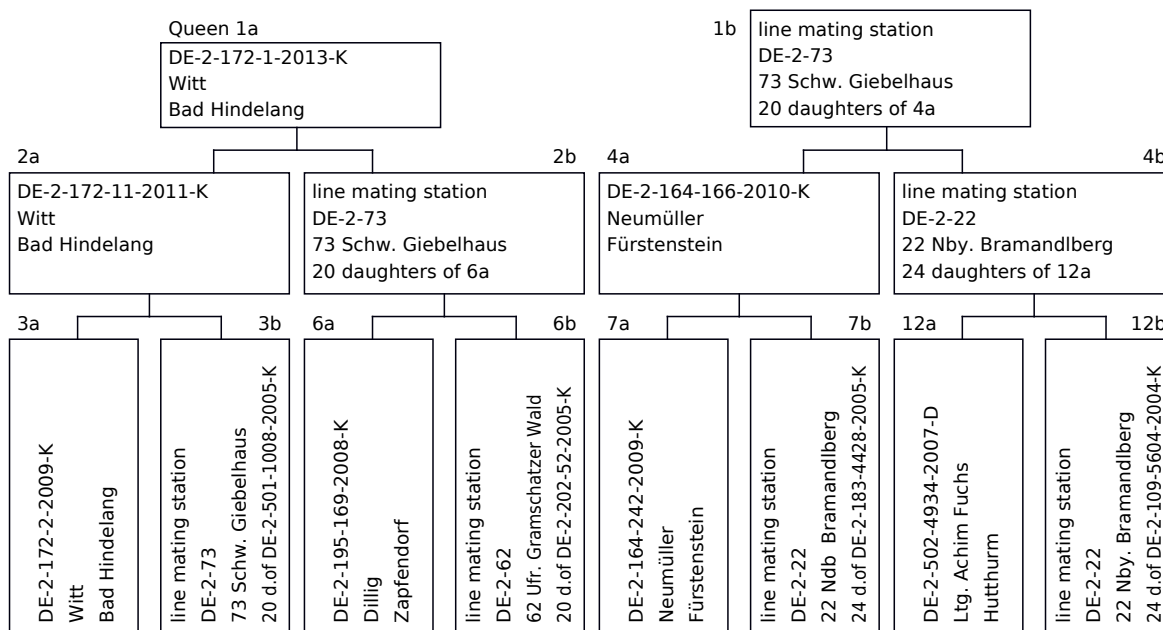 Queen 1a
DE-2-172-1-2013-K
Witt
Bad Hindelang
1b
line mating station
DE-2-73
73 Schw. Giebelhaus
20 daughters of 4a
2a
DE-2-172-11-2011-K
Witt
Bad Hindelang
2b
line mating station
DE-2-73
73 Schw. Giebelhaus
20 daughters of 6a
4a
DE-2-164-166-2010-K
Neumüller
Fürstenstein
4b
line mating station
DE-2-22
22 Nby. Bramandlberg
24 daughters of 12a
3a
DE-2-172-2-2009-K
Witt
Bad Hindelang
3b
line mating station
DE-2-73
73 Schw. Giebelhaus
20 d.of DE-2-501-1008-2005-K
6a
DE-2-195-169-2008-K
Dillig
Zapfendorf
6b
line mating station
DE-2-62
62 Ufr. Gramschatzer Wald
20 d.of DE-2-202-52-2005-K
7a
DE-2-164-242-2009-K
Neumüller
Fürstenstein
7b
line mating station
DE-2-22
22 Ndb Bramandlberg
24 d.of DE-2-183-4428-2005-K
12a
DE-2-502-4934-2007-D
Ltg. Achim Fuchs
Hutthurm
12b
line mating station
DE-2-22
22 Nby. Bramandlberg
24 d.of DE-2-109-5604-2004-K